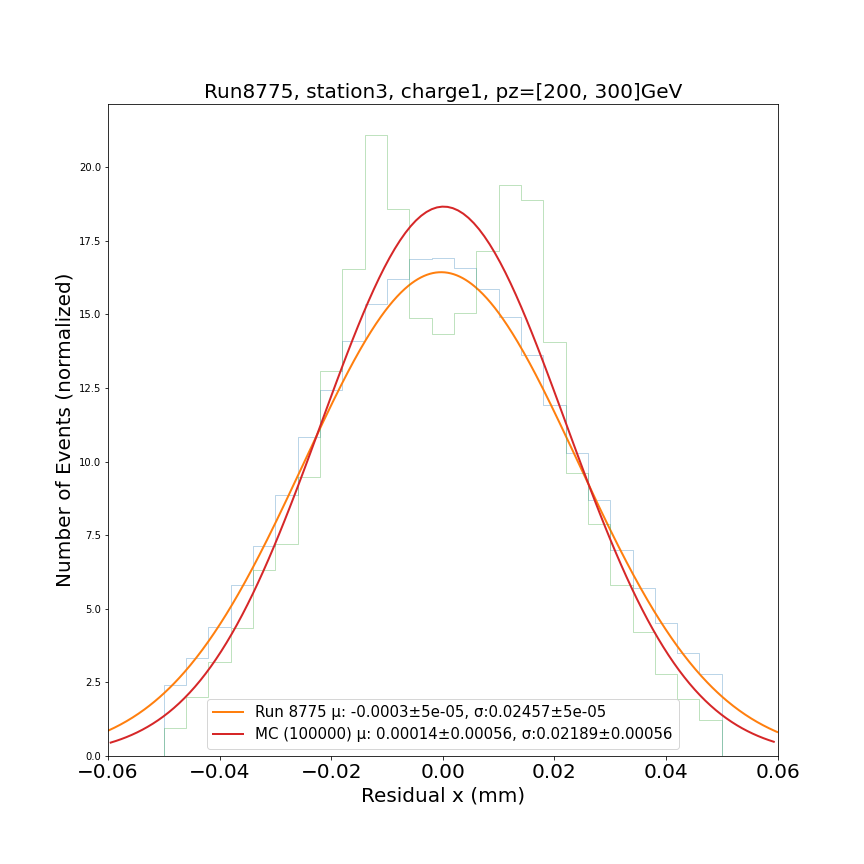 Run8775, station3, charge1, pz=[200, 300]GeV
Number of Events (normalized)
20.0
17.5
15.0
12.5
10.0
7.5
5.0
2.5
0.0
Run 8775 μ: -0.0003±5e-05, σ:0.02457±5e-05
MC (100000) μ: 0.00014±0.00056, σ:0.02189±0.00056
−0.06 −0.04 −0.02 0.00 0.02 0.04 0.06
Residual x (mm)